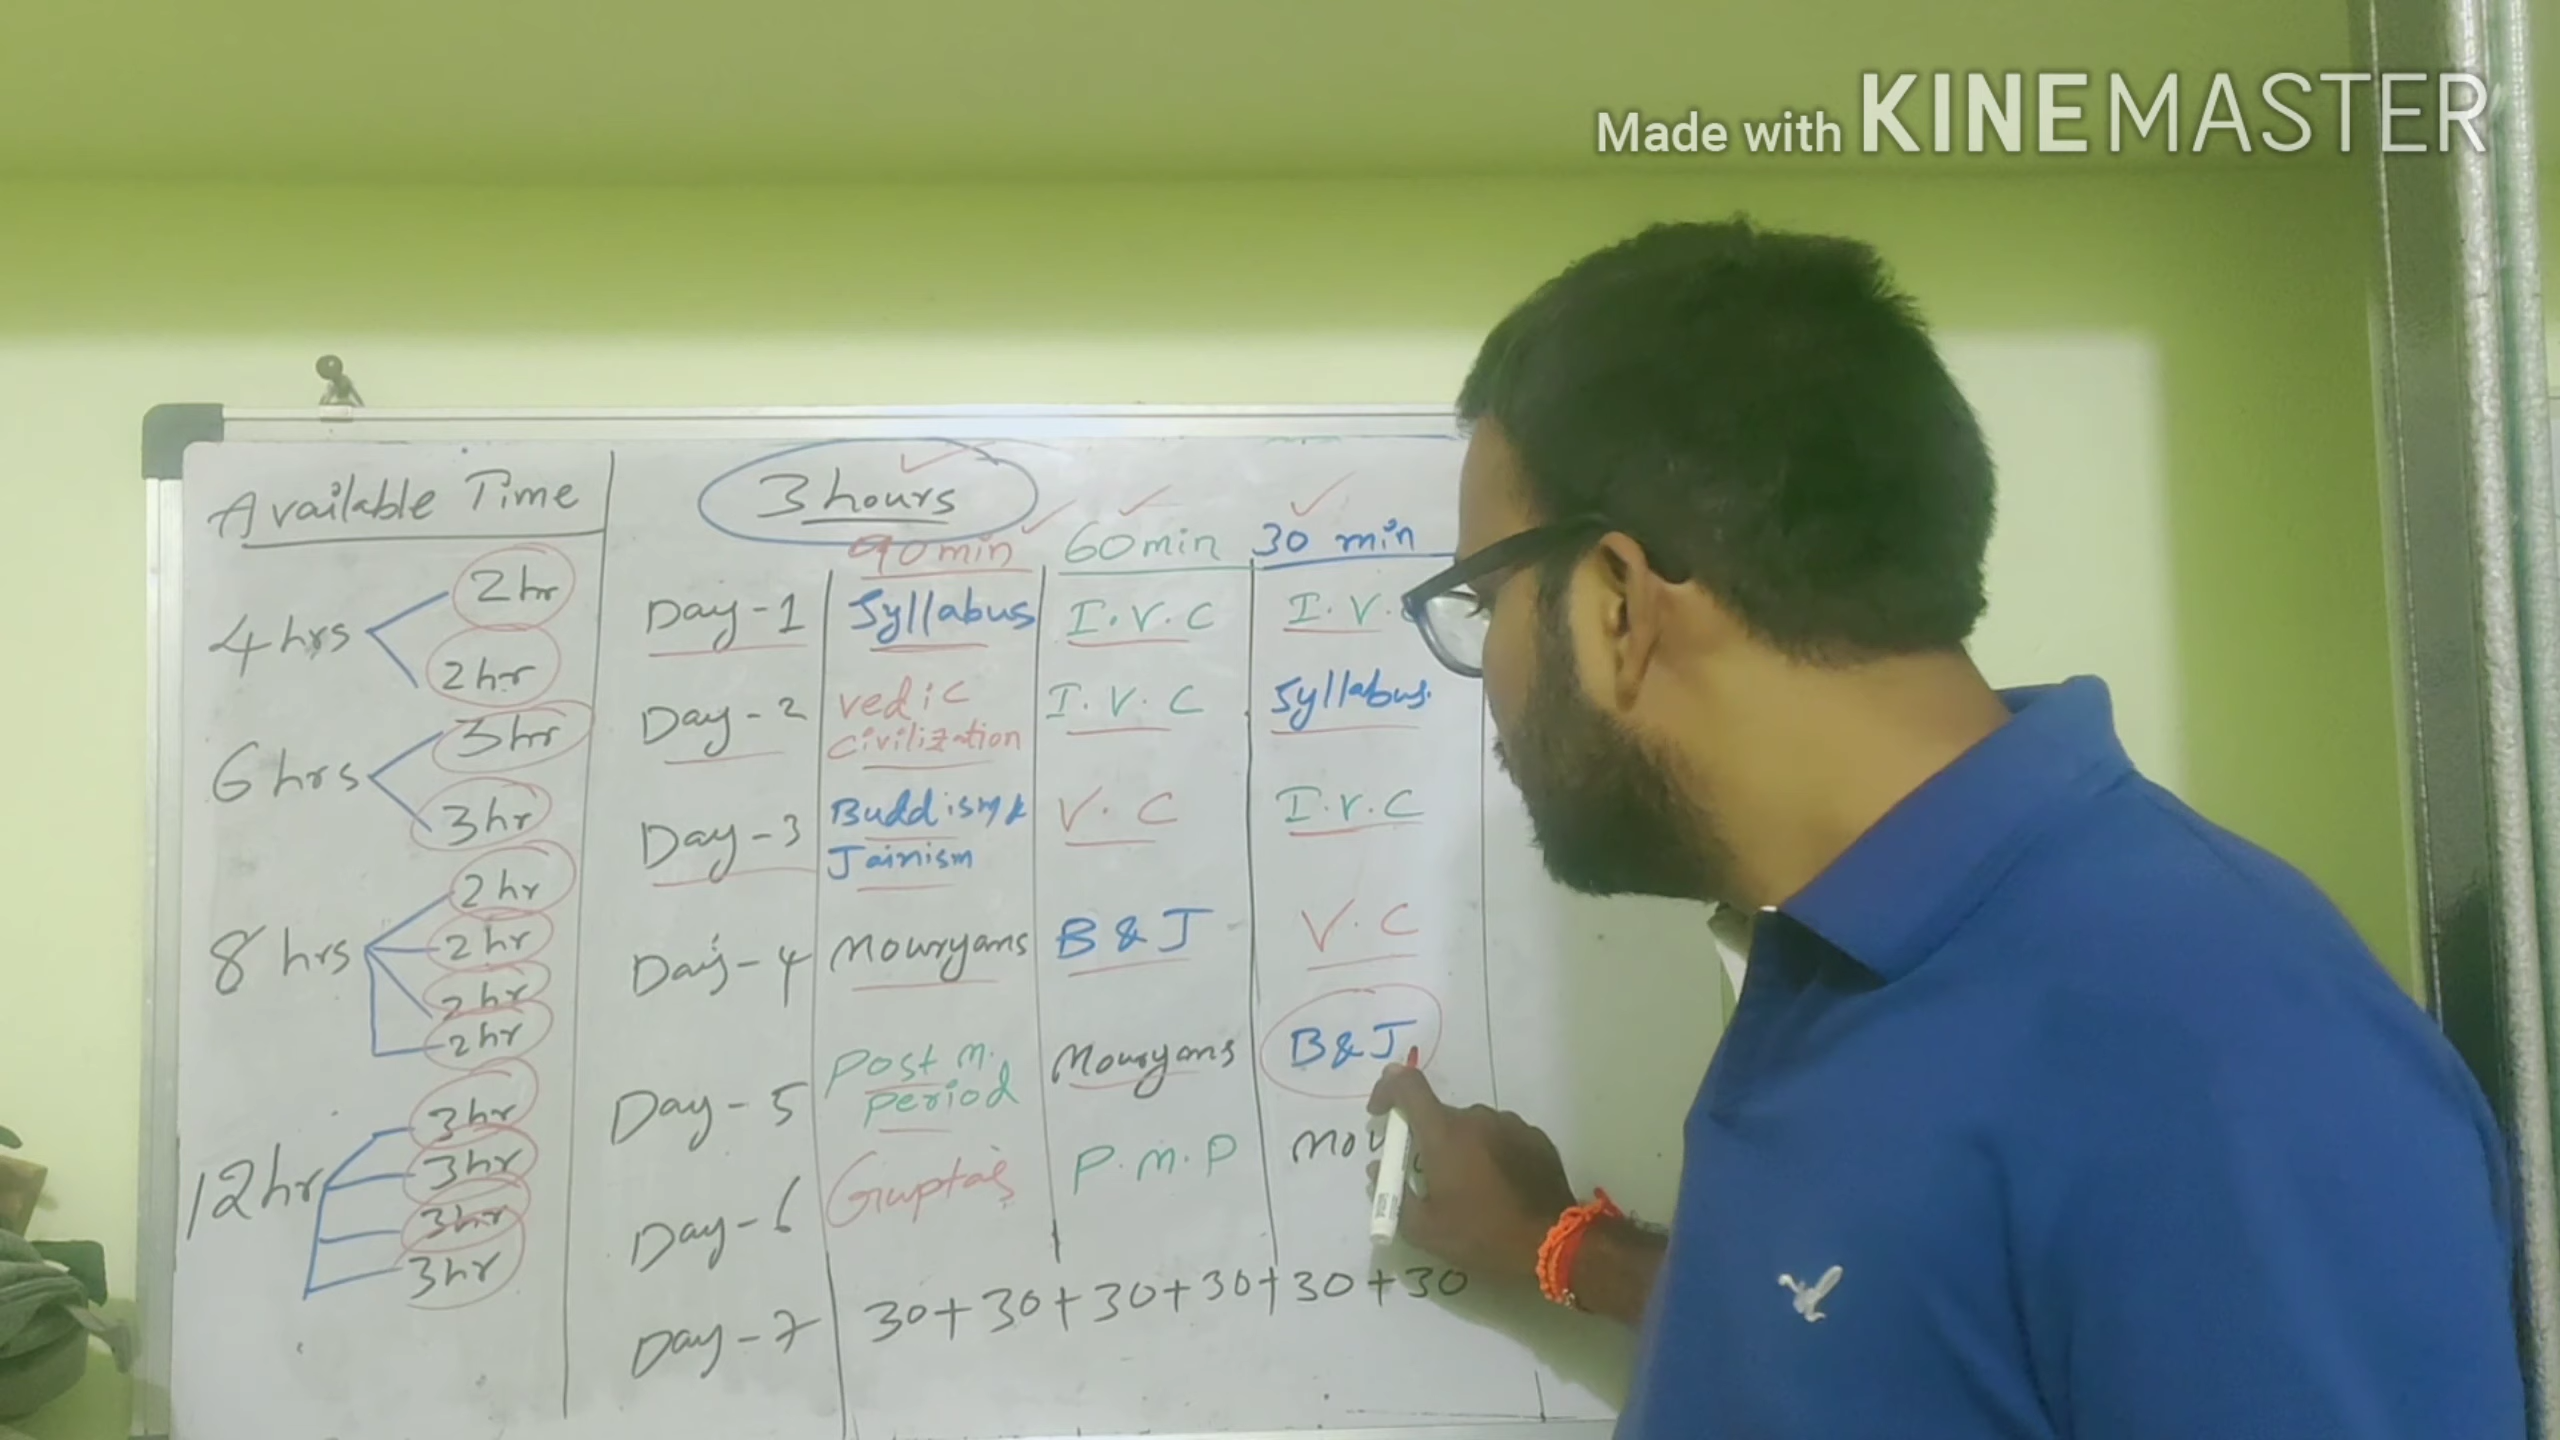 Made with KINEMASTER
Available Time
4 hrs
2 hr
2 hr
6 hrs
3 hr
3 hr
8 hrs
2 hr
2 hr
2 hr
2 hr
12 hr
3 hr
3 hr
3 hr
3 hr
3 hours
90 min 60 min 30 min
Day-1 Syllabus I.V.C I.V.
Day-2 vedic civilization I.V.C Syllabus.
Day-3 Buddism & Jainism V.C I.V.C
Day-4 Mouryans B & J V.C
Day-5 Post M. Period Mouryans B & J
Day-6 Guptas P.M.P Mou
Day-7 30+30+30+30+30+30